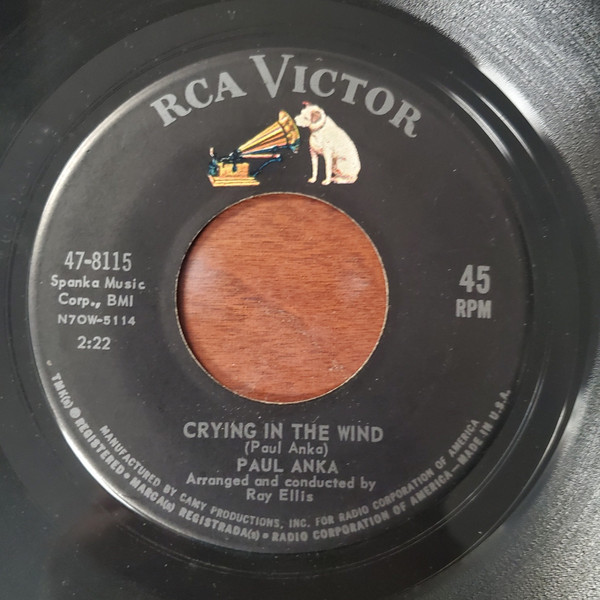 RCA VICTOR
47-8115
Spanka Music
Corp., BMI
N7OW-5114
2:22
45
RPM
CRYING IN THE WIND
(Paul Anka)
PAUL ANKA
Arranged and conducted by
Ray Ellis
MANUFACTURED BY CAMY PRODUCTIONS, INC. FOR RADIO CORPORATION OF AMERICA
TMK(s) ● REGISTERED ● MARCA(s) REGISTRADA(s) ● RADIO CORPORATION OF AMERICA—MADE IN U.S.A.